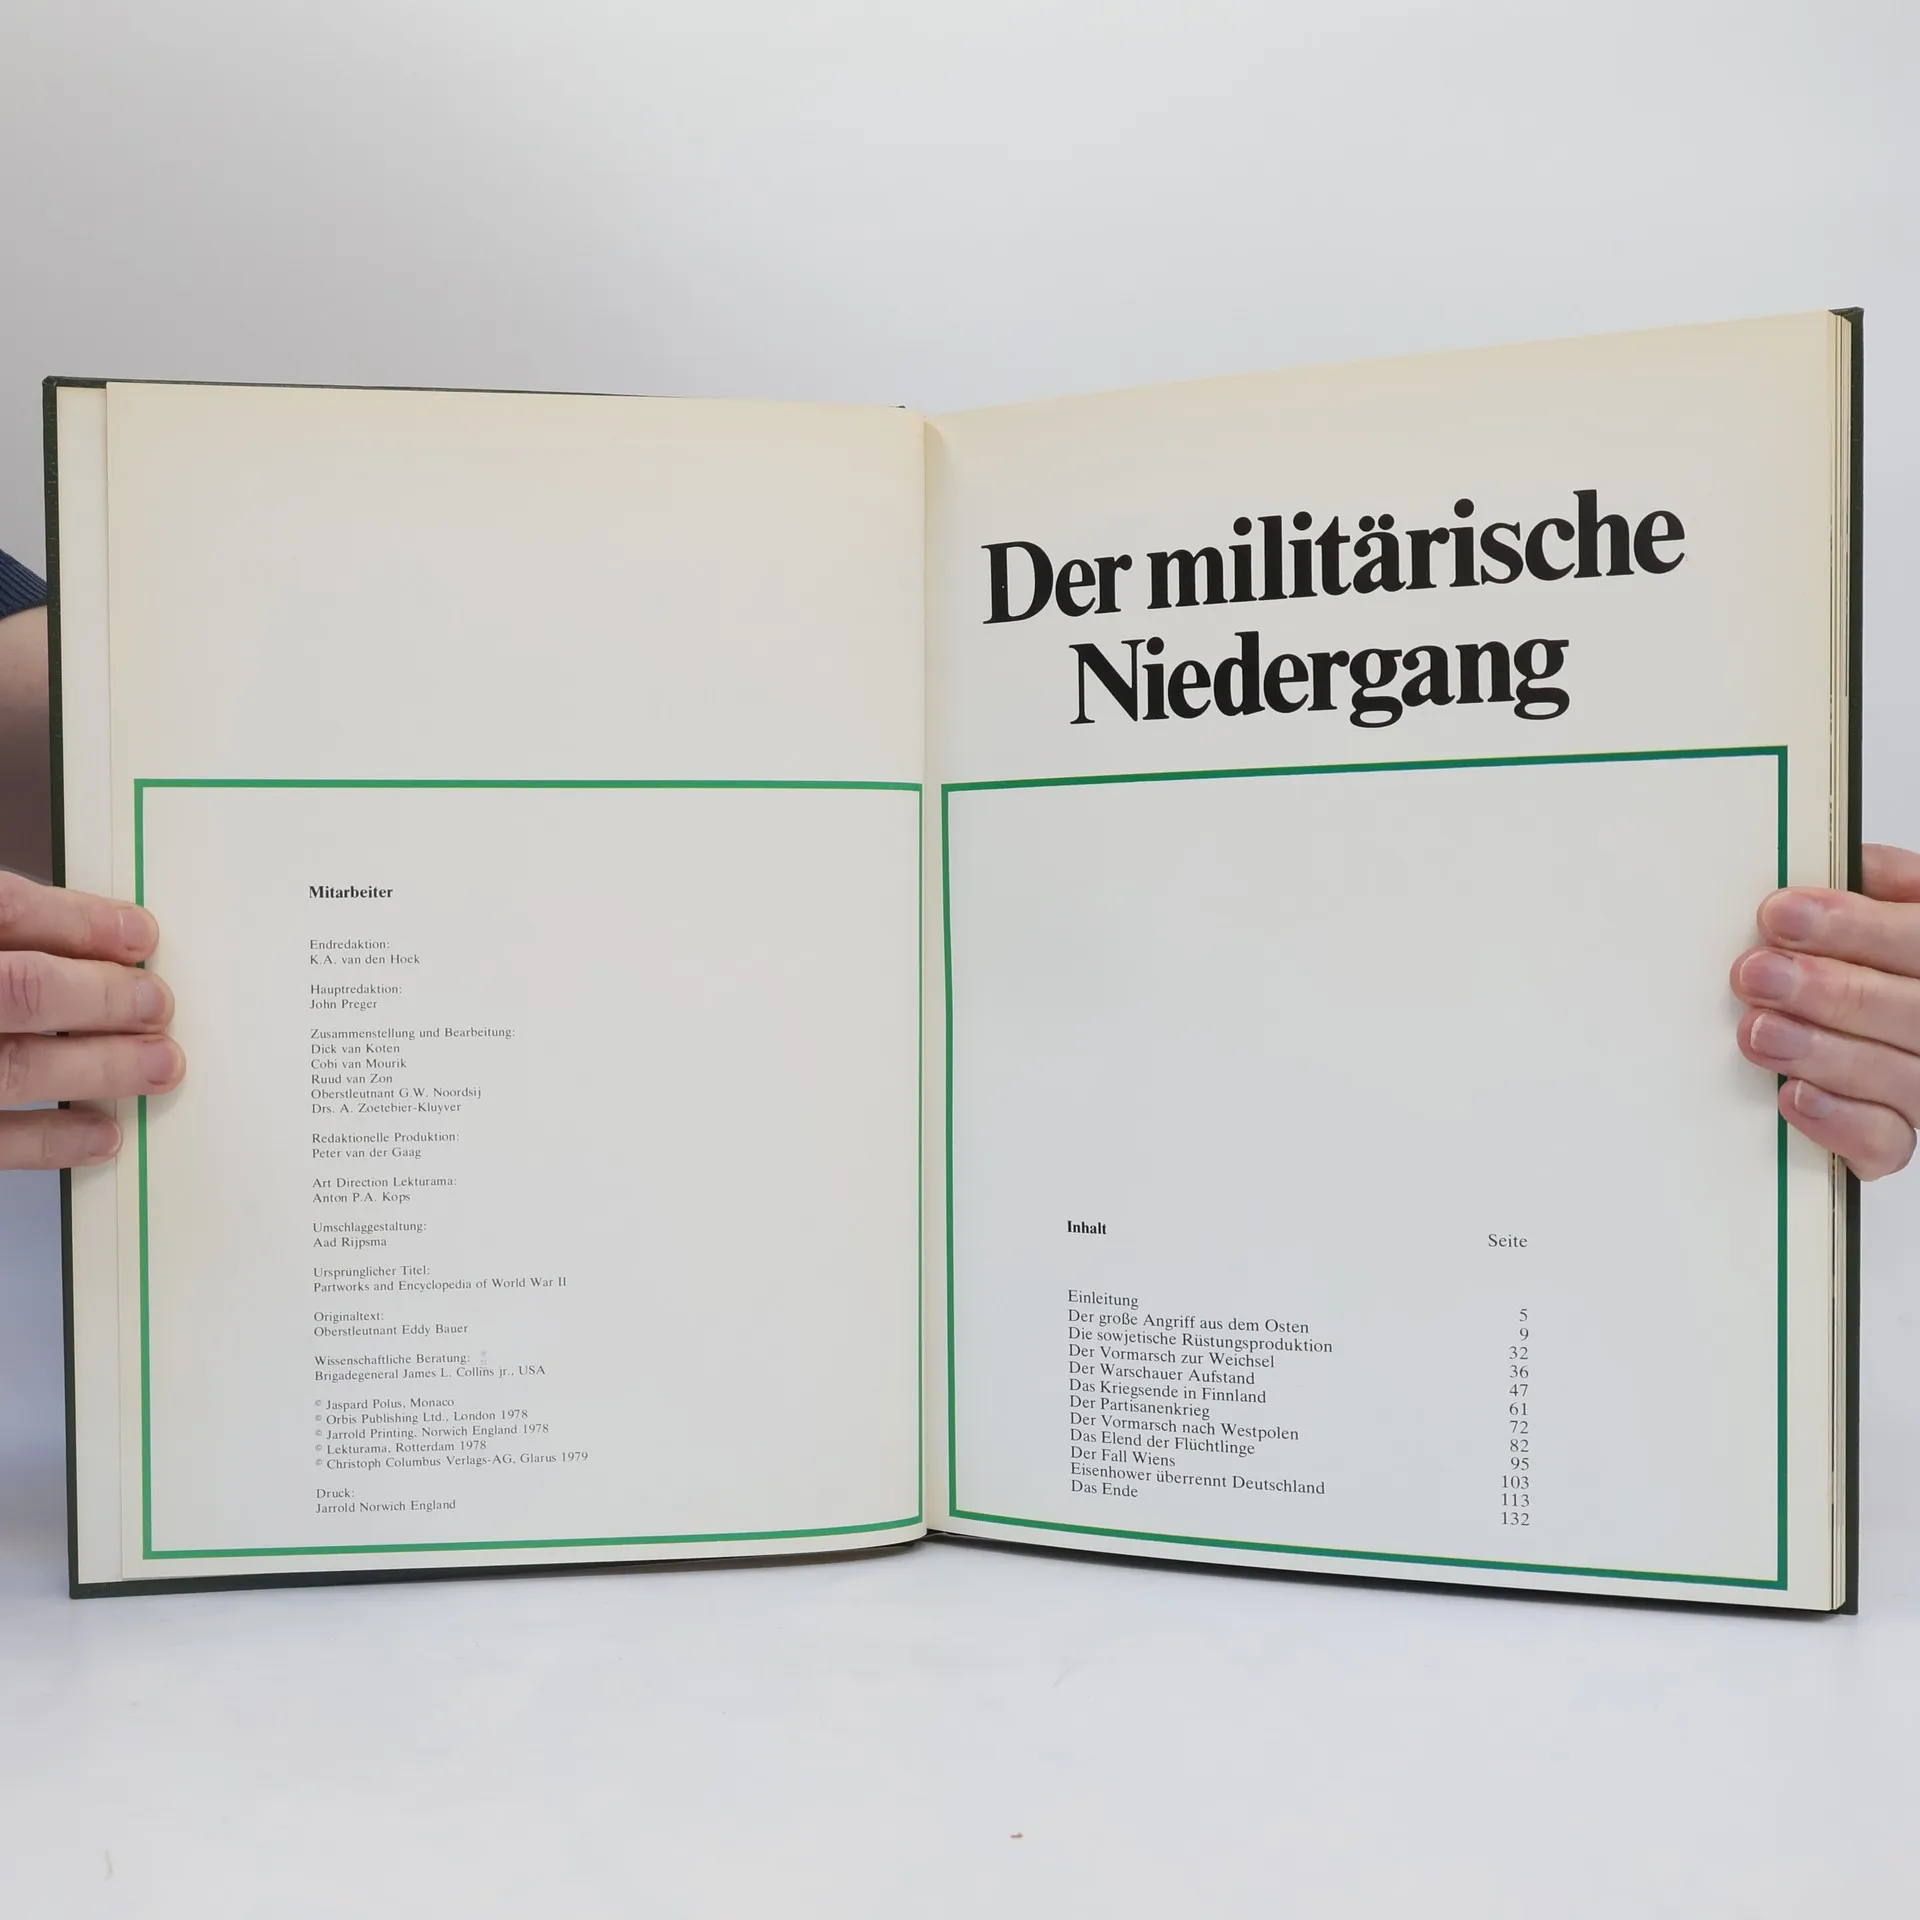 Mitarbeiter
Endredaktion:
K.A. van den Hoek
Hauptredaktion:
John Preger
Zusammenstellung und Bearbeitung:
Dick van Koten
Cobi van Mourik
Ruud van Zon
Oberstleutnant G.W. Noordsij
Drs. A. Zoetebier-Kluyver
Redaktionelle Produktion:
Peter van der Gaag
Art Direction Lekturama:
Anton P.A. Kops
Umschlaggestaltung:
Aad Rijpsma
Ursprünglicher Titel:
Partworks and Encyclopedia of World War II
Originaltext:
Oberstleutnant Eddy Bauer
Wissenschaftliche Beratung:
Brigadegeneral James L. Collins jr., USA
© Jaspard Polus, Monaco
© Orbis Publishing Ltd., London 1978
© Jarrold Printing, Norwich England 1978
© Lekturama, Rotterdam 1978
© Christoph Columbus Verlags-AG, Glarus 1979
Druck:
Jarrold Norwich England
Der militärische
Niedergang
Inhalt Seite
Einleitung 5
Der große Angriff aus dem Osten 9
Die sowjetische Rüstungsproduktion 32
Der Vormarsch zur Weichsel 36
Der Warschauer Aufstand 47
Das Kriegsende in Finnland 61
Der Partisanenkrieg 72
Der Vormarsch nach Westpolen 82
Das Elend der Flüchtlinge 95
Der Fall Wiens 103
Eisenhower überrennt Deutschland 113
Das Ende 132